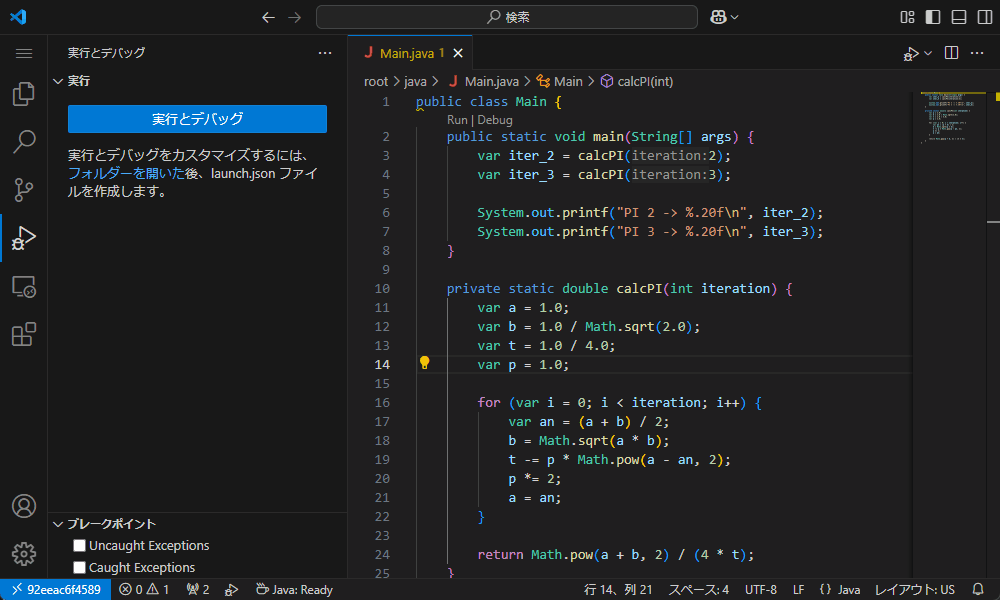 検索
実行とデバッグ
実行
実行とデバッグ
実行とデバッグをカスタマイズするには、
フォルダーを開いた後、launch.json ファイ
ルを作成します。
ブレークポイント
Uncaught Exceptions
Caught Exceptions
Main.java 1
root > java > Main.java > Main > calcPI(int)
1 public class Main {
Run | Debug
2 public static void main(String[] args) {
3 var iter_2 = calcPI(iteration:2);
4 var iter_3 = calcPI(iteration:3);
5
6 System.out.printf("PI 2 -> %.20f\n", iter_2);
7 System.out.printf("PI 3 -> %.20f\n", iter_3);
8 }
9
10 private static double calcPI(int iteration) {
11 var a = 1.0;
12 var b = 1.0 / Math.sqrt(2.0);
13 var t = 1.0 / 4.0;
14 var p = 1.0;
15
16 for (var i = 0; i < iteration; i++) {
17 var an = (a + b) / 2;
18 b = Math.sqrt(a * b);
19 t -= p * Math.pow(a - an, 2);
20 p *= 2;
21 a = an;
22 }
23
24 return Math.pow(a + b, 2) / (4 * t);
25 }
92eeac6f4589 0 1 2 Java: Ready 行 14、列 21 スペース: 4 UTF-8 LF {} Java レイアウト: US